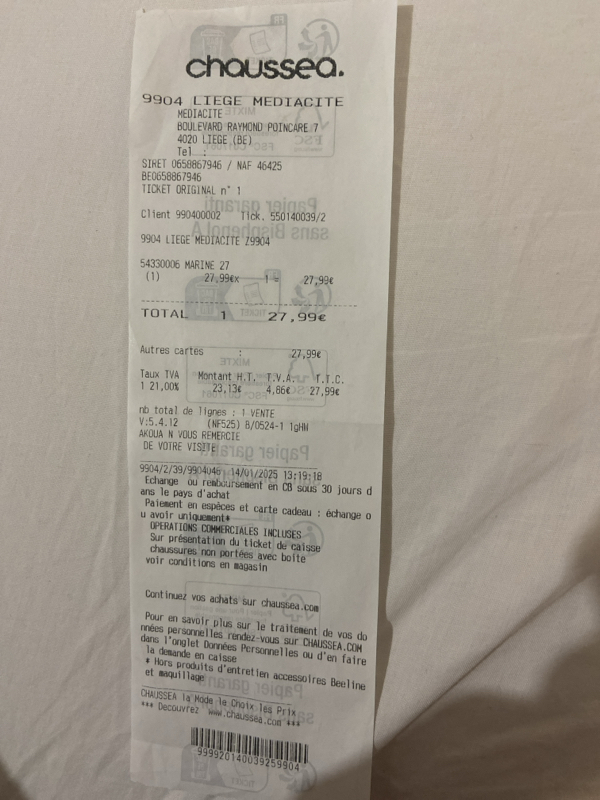 chaussea.
9904 LIEGE MEDIACITE
MEDIACITE
BOULEVARD RAYMOND POINCARE 7
4020 LIEGE (BE)
Tel :
SIRET 0658867946 / NAF 46425
BE0658867946
TICKET ORIGINAL n° 1
Client 990400002 Tick. 550140039/2
9904 LIEGE MEDIACITE Z9904
54330006 MARINE 27
(1) 27,99€x 1 = 27,99€
TOTAL 1 27,99€
Autres cartes : 27,99€
Taux TVA Montant H.T. T.V.A. T.T.C.
1 21,00% 23,13€ 4,86€ 27,99€
nb total de lignes : 1 VENTE
V:5.4.12 (NF525) B/0524-1 1gHN
AKOUA N VOUS REMERCIE
DE VOTRE VISITE
9904/2/39/9904046 14/01/2025 13:19:18
Echange ou remboursement en CB sous 30 jours d
ans le pays d'achat
Paiement en espèces et carte cadeau : échange o
u avoir uniquement*
OPERATIONS COMMERCIALES INCLUSES
Sur présentation du ticket de caisse
chaussures non portées avec boite
voir conditions en magasin
Continuez vos achats sur chaussea.com
Pour en savoir plus sur le traitement de vos do
nnées personnelles rendez-vous sur CHAUSSEA.COM
dans l'onglet Données Personnelles ou d'en faire
la demande en caisse
* Hors produits d'entretien accessoires Beeline
et maquillage
CHAUSSEA la Mode le Choix les Prix
*** Decouvrez www.chaussea.com ***
999920140039259904